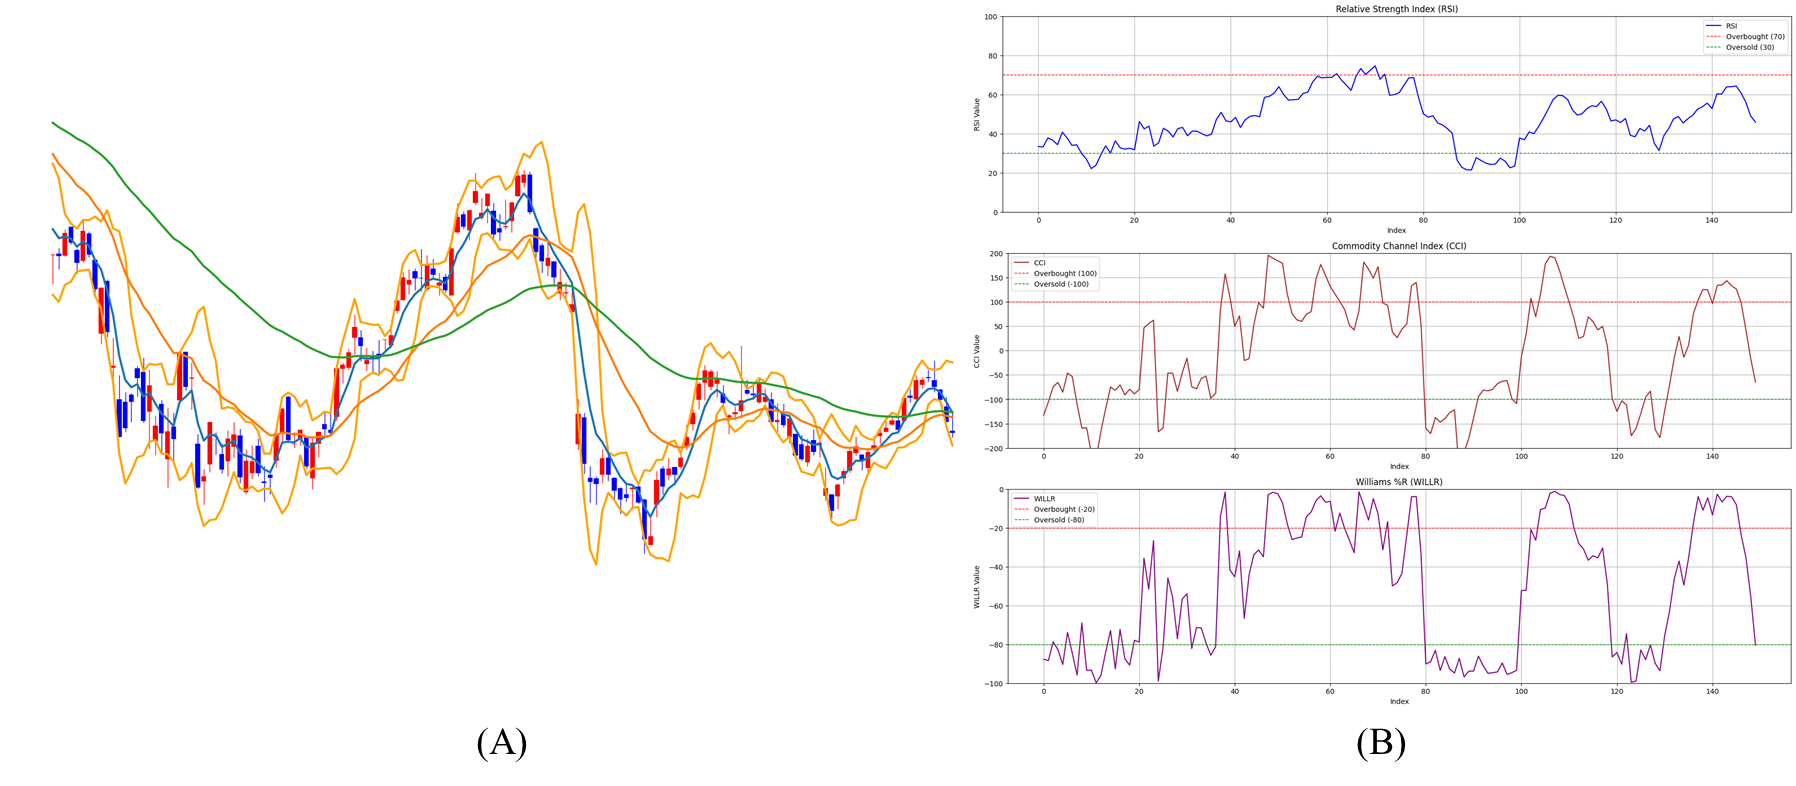 Relative Strength Index (RSI)
100
80
60
40
20
0
RSI Value
RSI
Overbought (70)
Oversold (30)
0 20 40 60 80 100 120 140
Index
Commodity Channel Index (CCI)
200
150
100
50
0
−50
−100
−150
−200
CCI Value
CCI
Overbought (100)
Oversold (-100)
0 20 40 60 80 100 120 140
Index
Williams %R (WILLR)
0
−20
−40
−60
−80
−100
WILLR Value
WILLR
Overbought (-20)
Oversold (-80)
0 20 40 60 80 100 120 140
Index
(A)
(B)